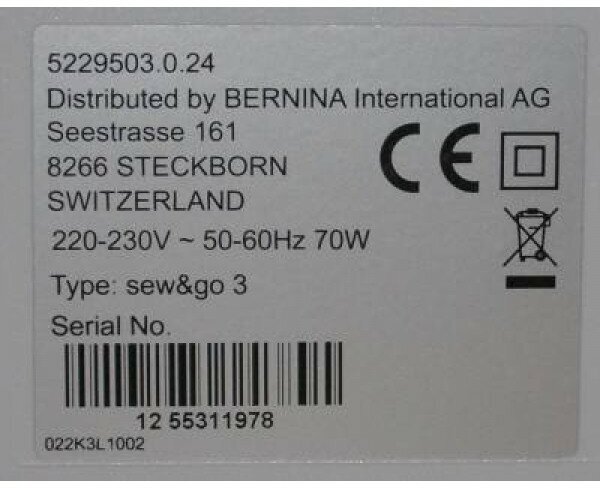 5229503.0.24
Distributed by BERNINA International AG
Seestrasse 161
8266 STECKBORN
SWITZERLAND
CE
220-230V ~ 50-60Hz 70W
Type: sew&go 3
Serial No.
12 55311978
022K3L1002